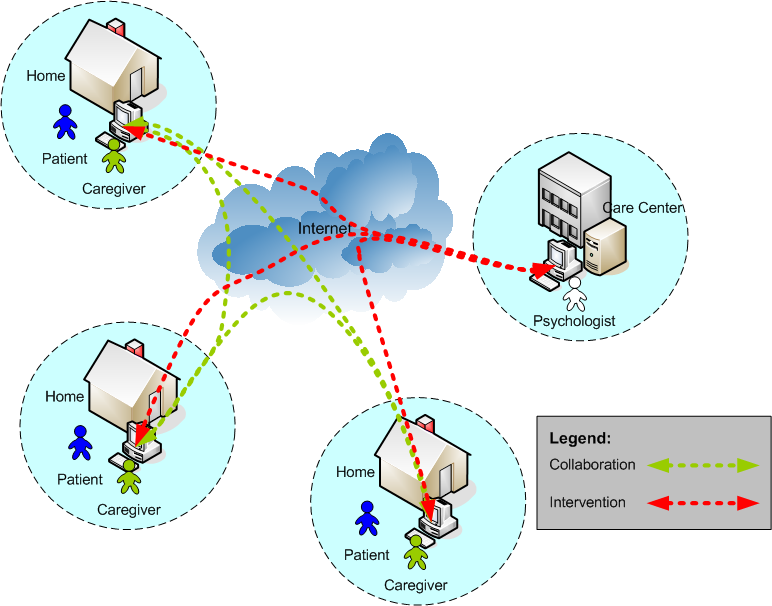 Home
Patient
Caregiver
Internet
Care Center
Psychologist
Home
Patient
Caregiver
Home
Patient
Caregiver
Legend:
Collaboration
Intervention